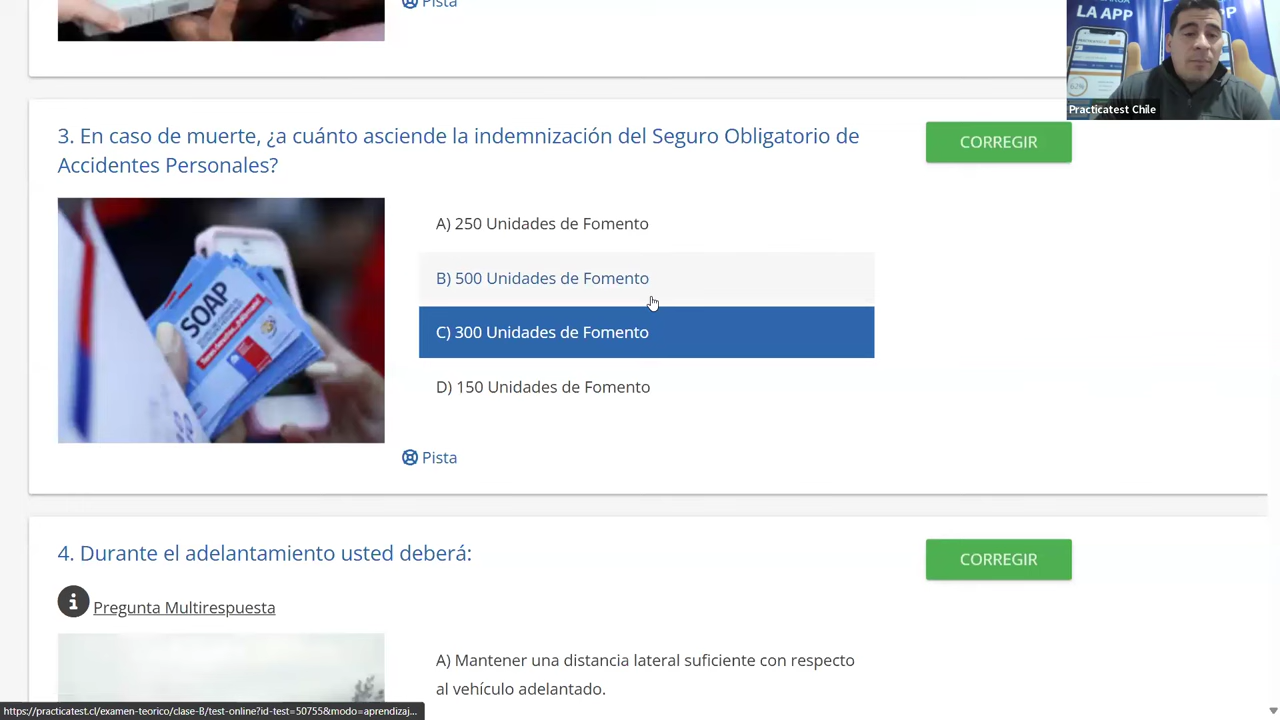 Pista
LA APP
P
62%
Practicatest Chile
3. En caso de muerte, ¿a cuánto asciende la indemnización del Seguro Obligatorio de
Accidentes Personales?
CORREGIR
A) 250 Unidades de Fomento
B) 500 Unidades de Fomento
C) 300 Unidades de Fomento
D) 150 Unidades de Fomento
SOAP
Pista
4. Durante el adelantamiento usted deberá:
CORREGIR
i
Pregunta Multirespuesta
A) Mantener una distancia lateral suficiente con respecto
al vehículo adelantado.
https://practicatest.cl/examen-teorico/clase-B/test-online?id-test=50755&modo=aprendizaj...